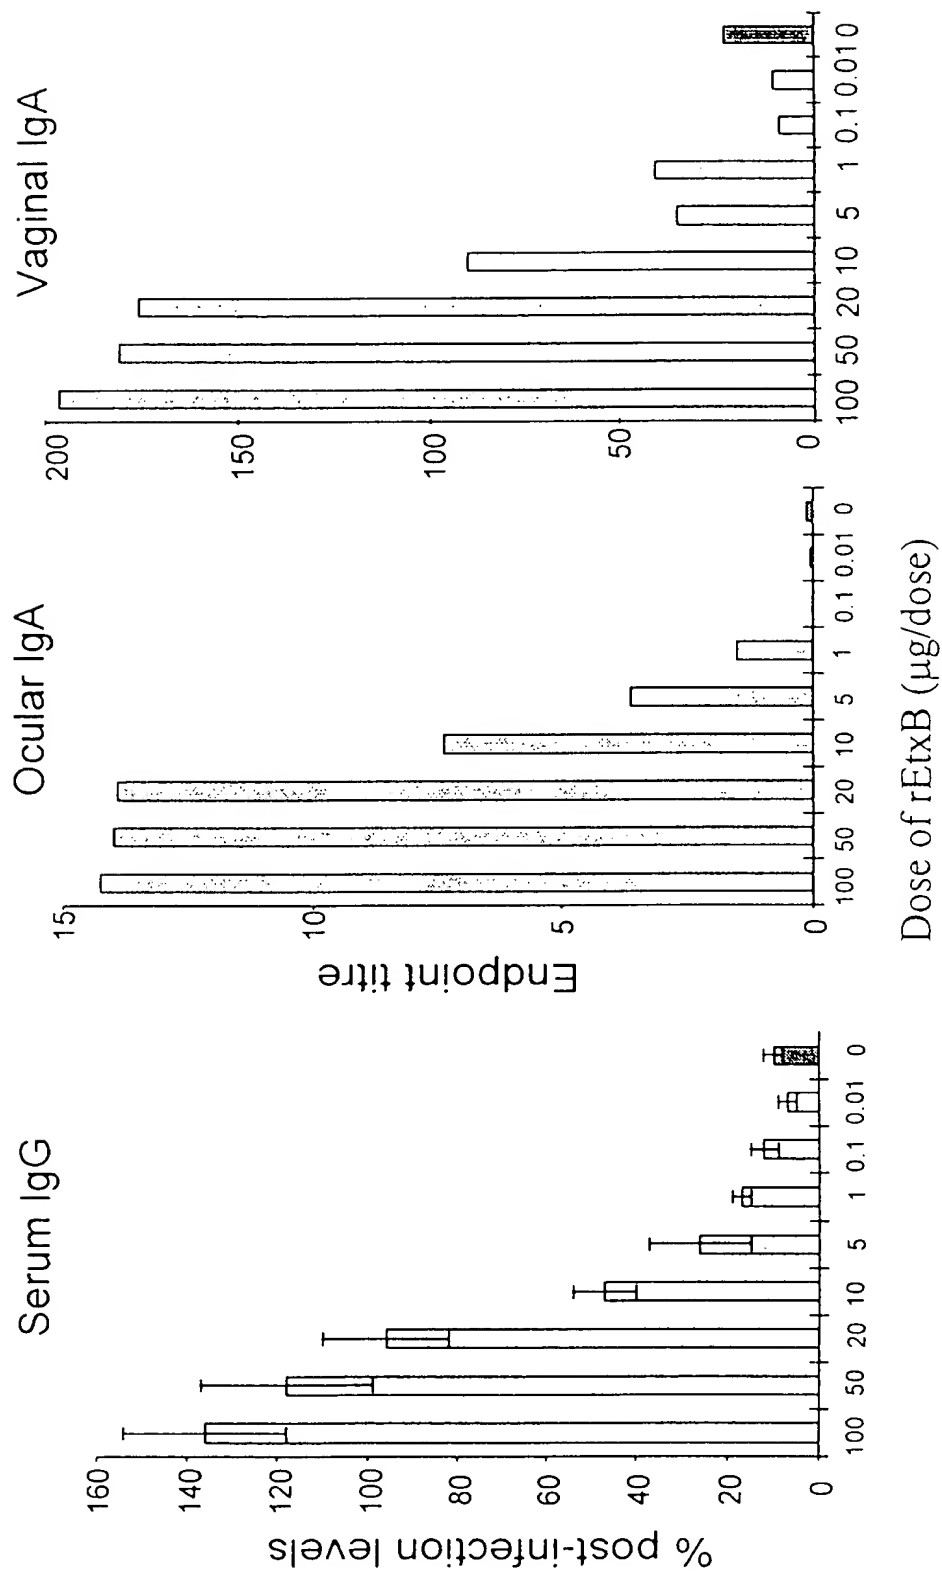 Serum IgG
% post-infection levels
160
140
120
100
80
60
40
20
0
100 50 20 10 5 1 0.1 0.01 0
Ocular IgA
Endpoint titre
15
10
5
0
100 50 20 10 5 1 0.1 0.01 0
Vaginal IgA
200
150
100
50
0
100 50 20 10 5 1 0.1 0.01 0
Dose of rEtxB (µg/dose)